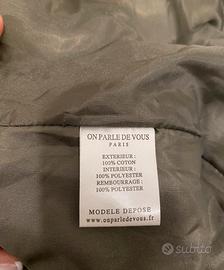 ON PARLE DE VOUS
PARIS
EXTERIEUR :
100% COTON
INTERIEUR :
100% POLYESTER
REMBOURRAGE :
100% POLYESTER
MODELE DEPOSE
www.onparledevous.fr
subito